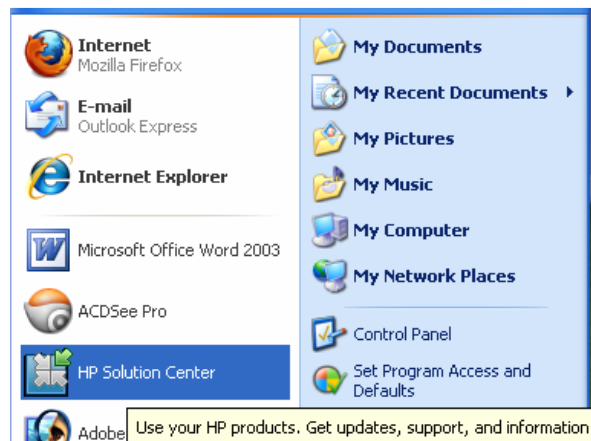 Internet
Mozilla Firefox
E-mail
Outlook Express
Internet Explorer
Microsoft Office Word 2003
ACDSee Pro
HP Solution Center
Adobe
My Documents
My Recent Documents
My Pictures
My Music
My Computer
My Network Places
Control Panel
Set Program Access and
Defaults
Use your HP products. Get updates, support, and information